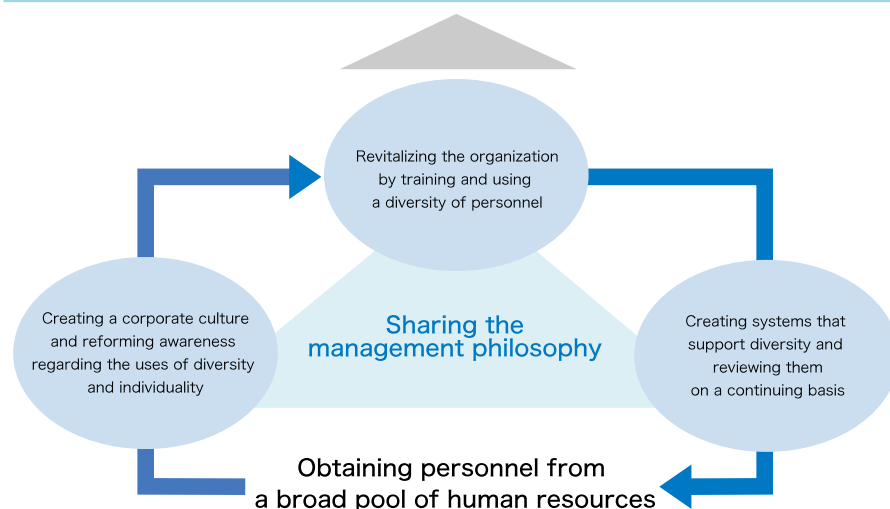 Revitalizing the organization
by training and using
a diversity of personnel
Creating a corporate culture
and reforming awareness
regarding the uses of diversity
and individuality
Sharing the
management philosophy
Creating systems that
support diversity and
reviewing them
on a continuing basis
Obtaining personnel from
a broad pool of human resources